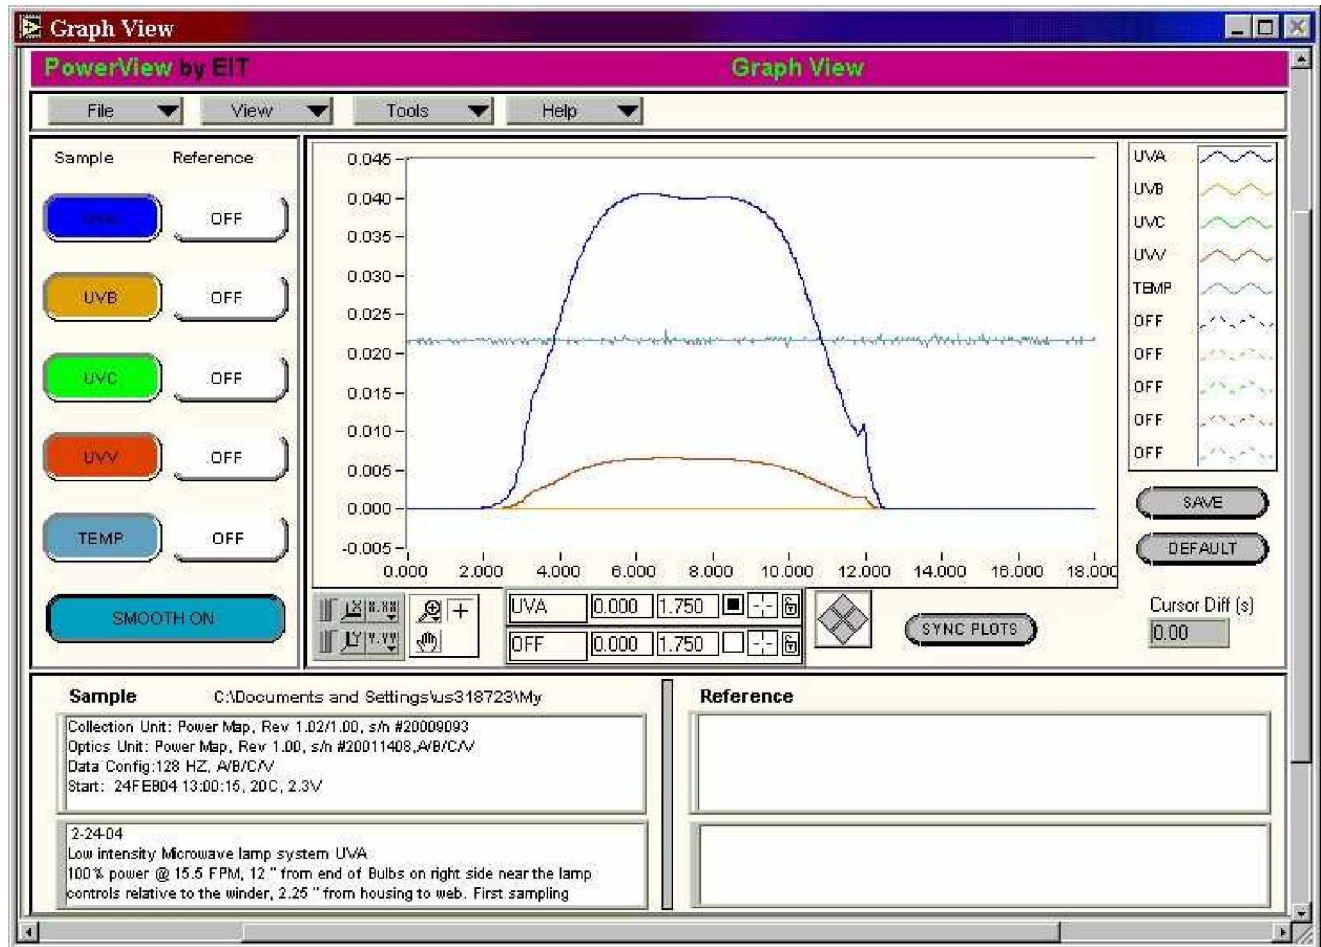 Graph View
PowerView by EIT
Graph View
File
View
Tools
Help
Sample
Reference
UVA
OFF
UVB
OFF
UVC
OFF
UVV
OFF
TEMP
OFF
SMOOTH ON
0.045
0.040
0.035
0.030
0.025
0.020
0.015
0.010
0.005
0.000
-0.005
0.000
2.000
4.000
6.000
8.000
10.000
12.000
14.000
16.000
18.000
UVA
UVB
UVC
UVV
TEMP
OFF
OFF
OFF
OFF
OFF
SAVE
DEFAULT
Cursor Diff (s)
0.00
X
X.XX
Y
Y.YY
UVA 0.000 1.750
OFF 0.000 1.750
SYNC PLOTS
Sample C:\Documents and Settings\us318723\My
Collection Unit: Power Map, Rev 1.02/1.00, s/n #20009093
Optics Unit: Power Map, Rev 1.00, s/n #20011408,A/B/C/V
Data Config:128 HZ, A/B/C/V
Start: 24FEB04 13:00:15, 20C, 2.3V
2-24-04
Low intensity Microwave lamp system UVA
100% power @ 15.5 FPM, 12 " from end of Bulbs on right side near the lamp
controls relative to the winder, 2.25 " from housing to web. First sampling
Reference